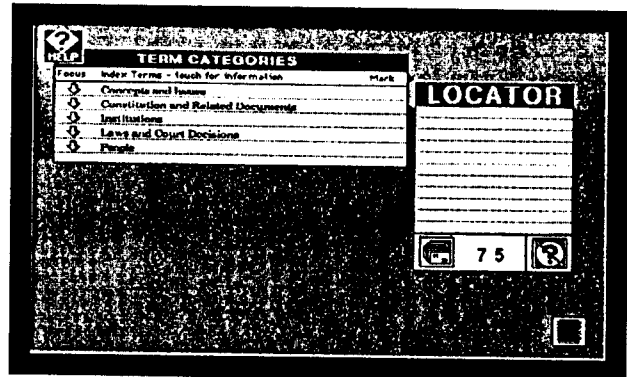 ?
HELP
TERM CATEGORIES
Focus Index Terms - touch for information Mark
Concepts and Issues
Constitution and Related Documents
Institutions
Laws and Court Decisions
People
LOCATOR
75
?